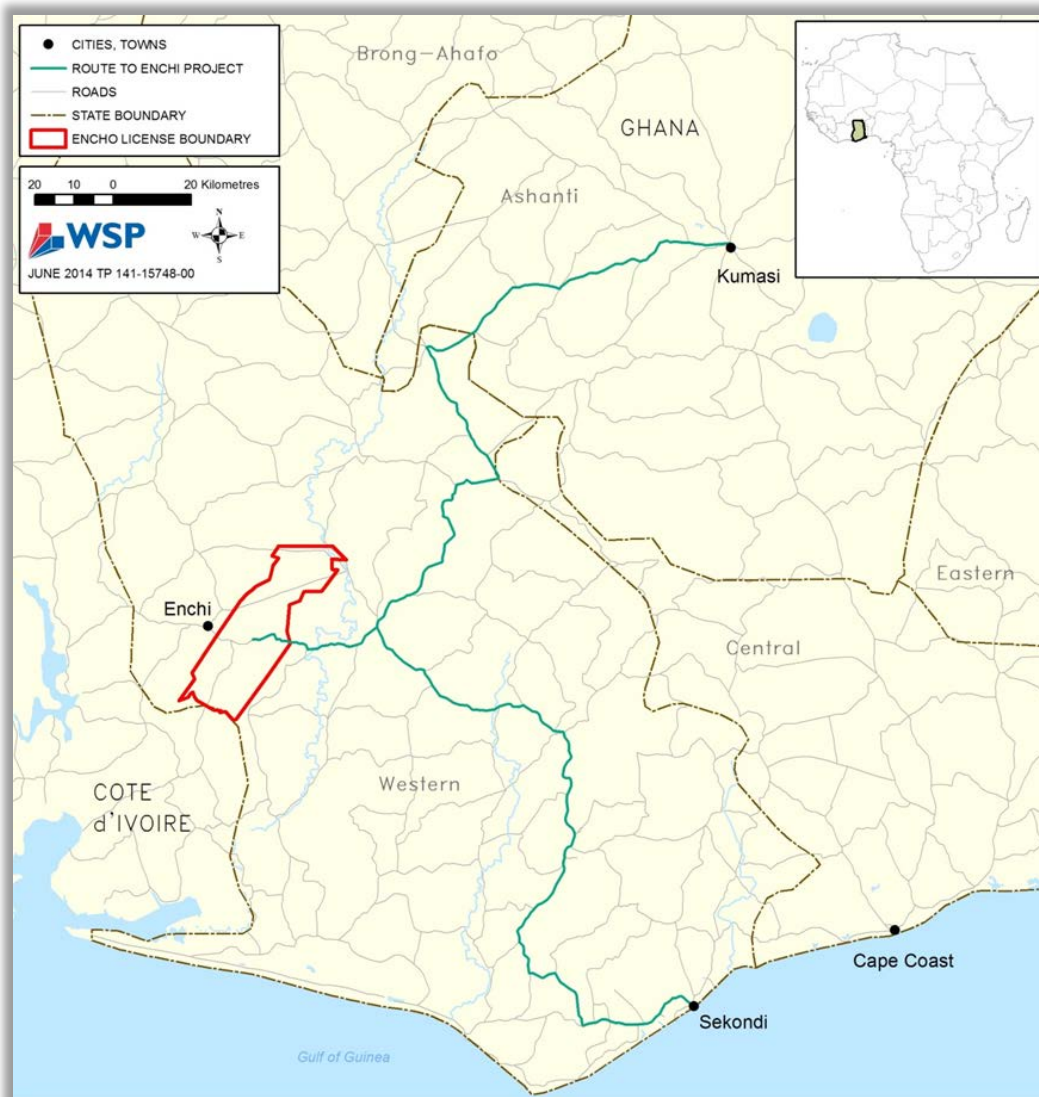 CITIES, TOWNS
ROUTE TO ENCHI PROJECT
ROADS
STATE BOUNDARY
ENCHO LICENSE BOUNDARY
20 10 0 20 Kilometres
WSP
N
W E
S
JUNE 2014 TP 141-15748-00
Brong-Ahafo
GHANA
Ashanti
Kumasi
Enchi
Eastern
Central
Western
COTE
d'IVOIRE
Cape Coast
Sekondi
Gulf of Guinea